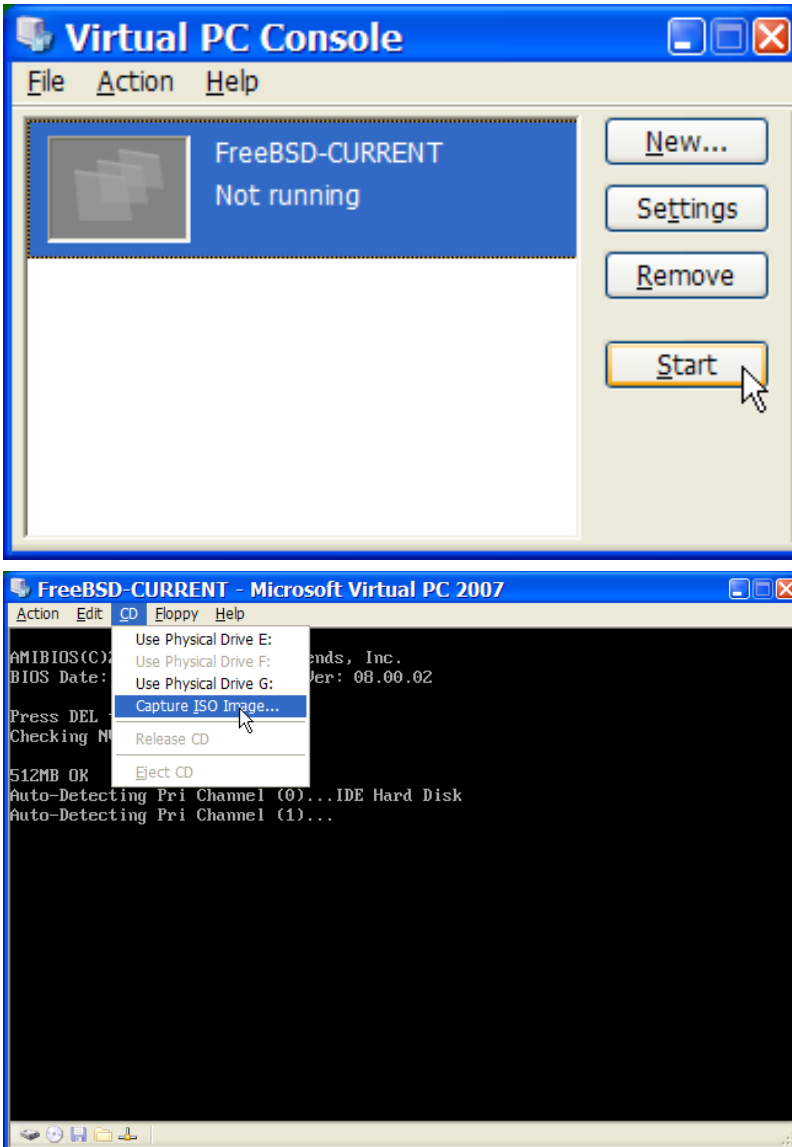 Virtual PC Console
File Action Help
FreeBSD-CURRENT
Not running
New...
Settings
Remove
Start
FreeBSD-CURRENT - Microsoft Virtual PC 2007
Action Edit CD Floppy Help
Use Physical Drive E:
Use Physical Drive F:
Use Physical Drive G:
Capture ISO Image...
Release CD
Eject CD
AMIBIOS(C) Inc.
BIOS Date: 08.00.02
Press DEL
Checking
512MB OK
Auto-Detecting Pri Channel (0)...IDE Hard Disk
Auto-Detecting Pri Channel (1)...